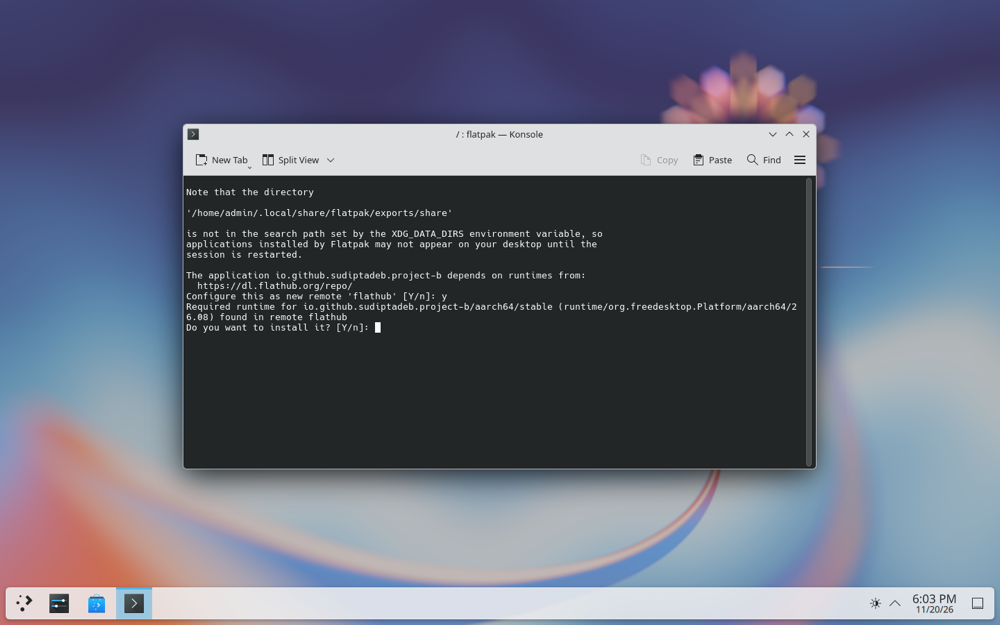 / : flatpak — Konsole
New Tab
Split View
Copy
Paste
Find
Note that the directory
'/home/admin/.local/share/flatpak/exports/share'
is not in the search path set by the XDG_DATA_DIRS environment variable, so
applications installed by Flatpak may not appear on your desktop until the
session is restarted.
The application io.github.sudiptadeb.project-b depends on runtimes from:
https://dl.flathub.org/repo/
Configure this as new remote 'flathub' [Y/n]: y
Required runtime for io.github.sudiptadeb.project-b/aarch64/stable (runtime/org.freedesktop.Platform/aarch64/2
6.08) found in remote flathub
Do you want to install it? [Y/n]:
6:03 PM
11/20/26